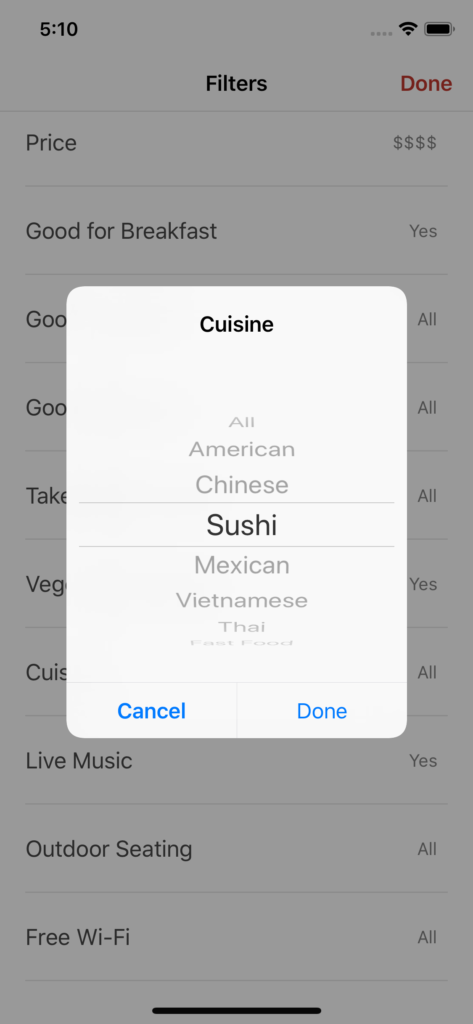 5:10
Filters
Done
Price
$$$$
Good for Breakfast
Yes
Goo
All
Goo
All
Take
All
Veg
Yes
Cuis
All
Cuisine
All
American
Chinese
Sushi
Mexican
Vietnamese
Thai
Fast Food
Cancel
Done
Live Music
Yes
Outdoor Seating
All
Free Wi-Fi
All